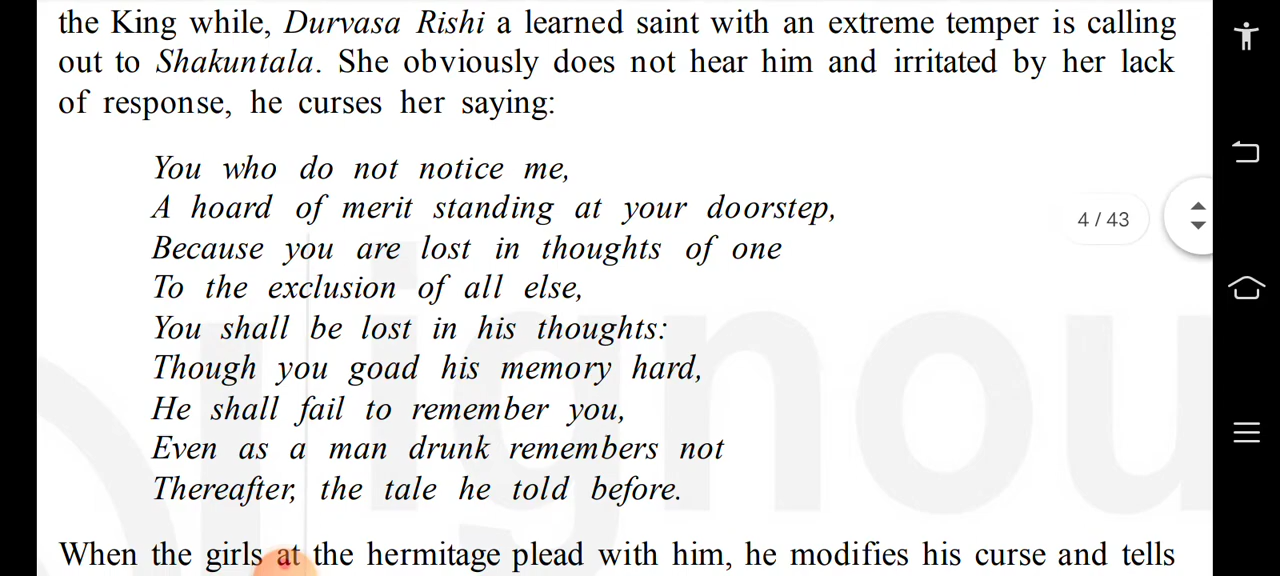 the King while, Durvasa Rishi a learned saint with an extreme temper is calling
out to Shakuntala. She obviously does not hear him and irritated by her lack
of response, he curses her saying:
You who do not notice me,
A hoard of merit standing at your doorstep,
Because you are lost in thoughts of one
To the exclusion of all else,
You shall be lost in his thoughts:
Though you goad his memory hard,
He shall fail to remember you,
Even as a man drunk remembers not
Thereafter, the tale he told before.
When the girls at the hermitage plead with him, he modifies his curse and tells
4 / 43
ignou